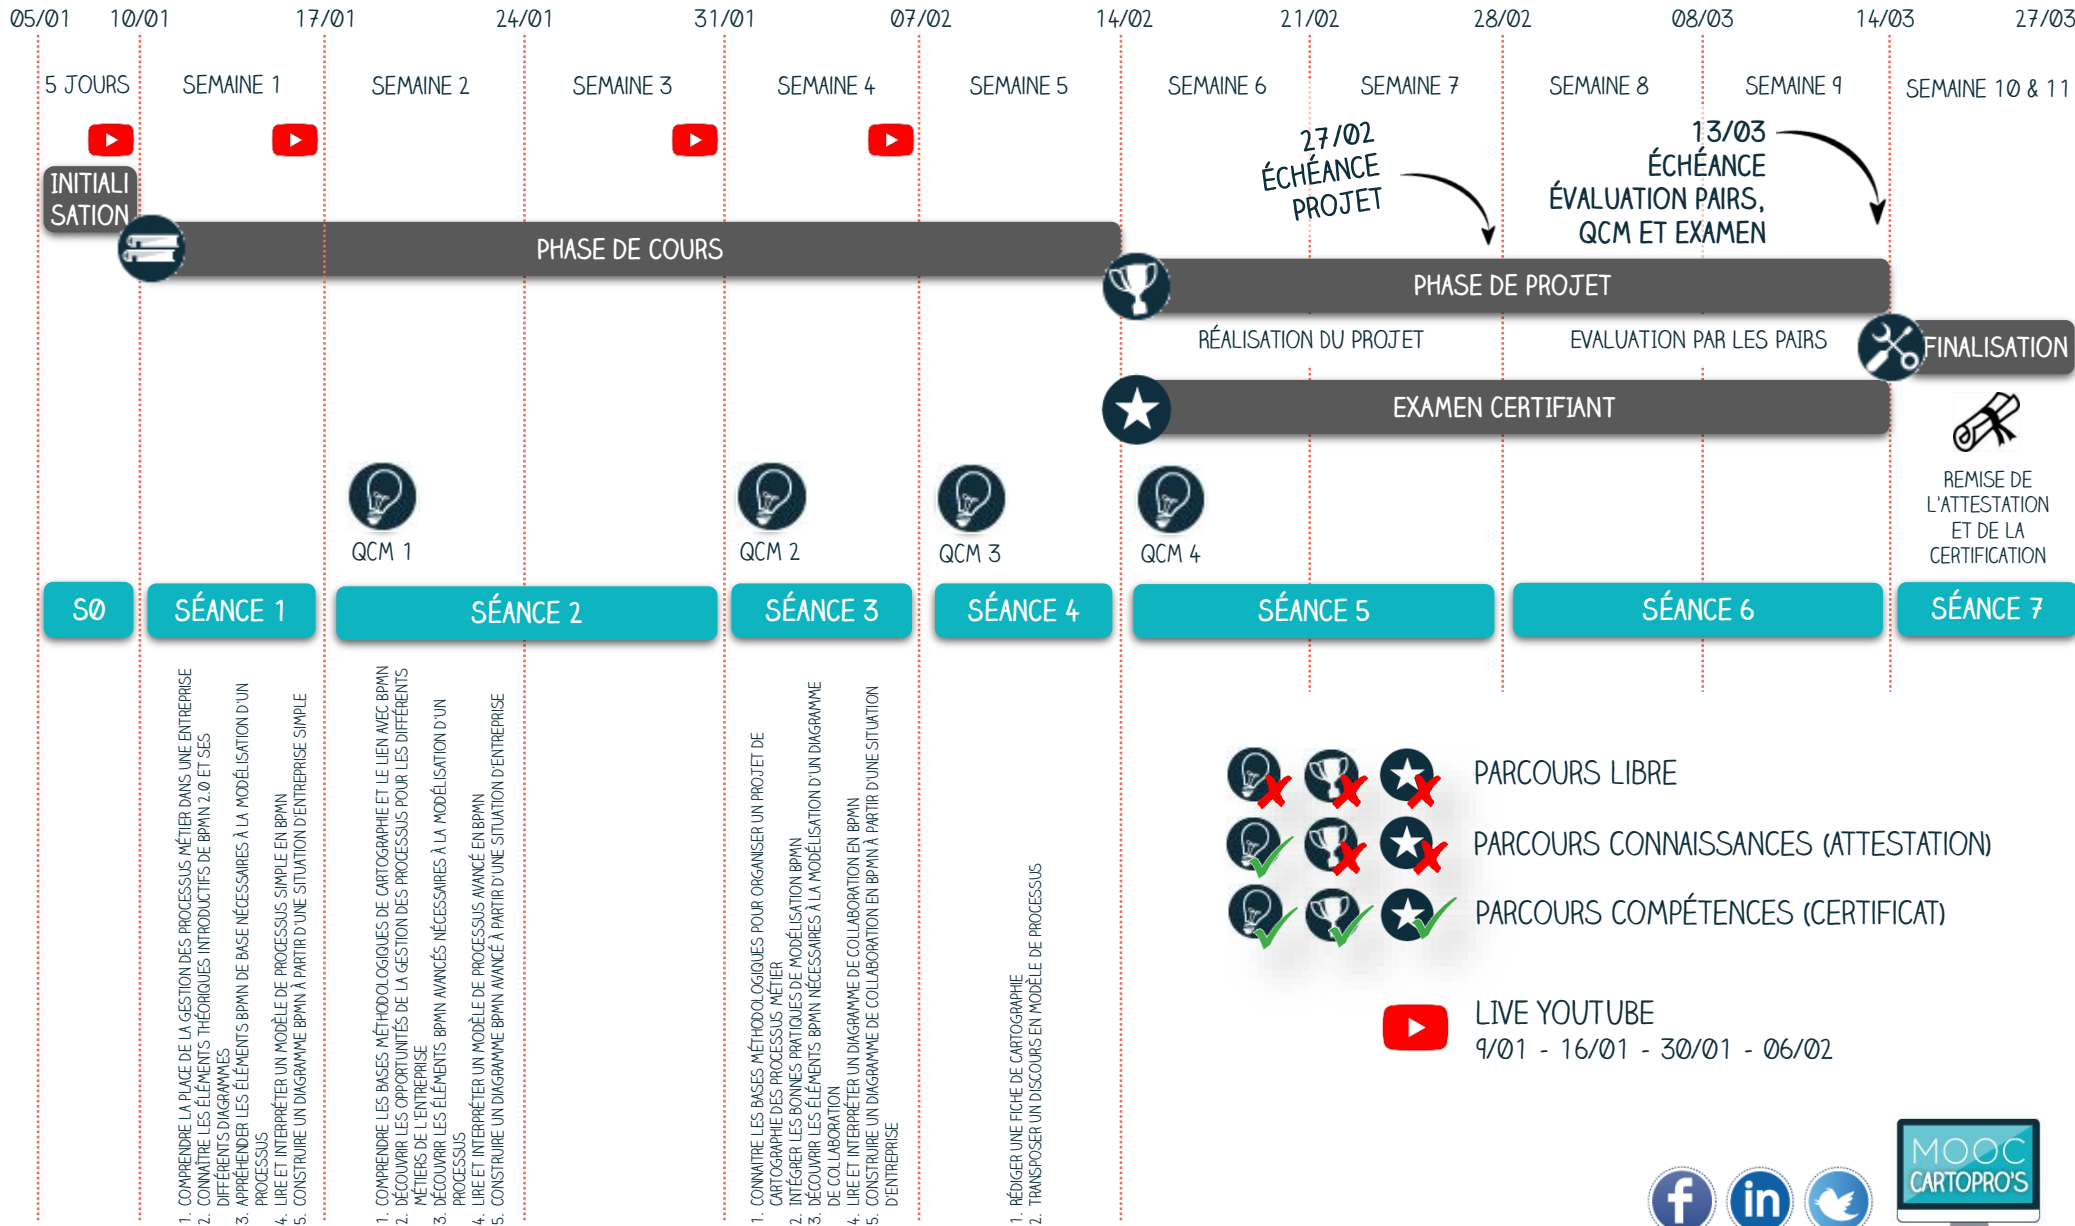 05/01 10/01 17/01 24/01 31/01 07/02 14/02 21/02 28/02 08/03 14/03 27/03
5 JOURS SEMAINE 1 SEMAINE 2 SEMAINE 3 SEMAINE 4 SEMAINE 5 SEMAINE 6 SEMAINE 7 SEMAINE 8 SEMAINE 9 SEMAINE 10 & 11
27/02
ÉCHÉANCE
PROJET
13/03
ÉCHÉANCE
ÉVALUATION PAIRS,
QCM ET EXAMEN
INITIALI
SATION
PHASE DE COURS
PHASE DE PROJET
RÉALISATION DU PROJET
EVALUATION PAR LES PAIRS
FINALISATION
EXAMEN CERTIFIANT
QCM 1
QCM 2
QCM 3
QCM 4
REMISE DE
L'ATTESTATION
ET DE LA
CERTIFICATION
S0 SÉANCE 1 SÉANCE 2 SÉANCE 3 SÉANCE 4 SÉANCE 5 SÉANCE 6 SÉANCE 7
1. COMPRENDRE LA PLACE DE LA GESTION DES PROCESSUS MÉTIER DANS UNE ENTREPRISE
2. CONNAÎTRE LES ÉLÉMENTS THÉORIQUES INTRODUCTIFS DE BPMN 2.0 ET SES
DIFFÉRENTS DIAGRAMMES
3. APPRÉHENDER LES ÉLÉMENTS BPMN DE BASE NÉCESSAIRES À LA MODÉLISATION D'UN
PROCESSUS
4. LIRE ET INTERPRÉTER UN MODÈLE DE PROCESSUS SIMPLE EN BPMN
5. CONSTRUIRE UN DIAGRAMME BPMN À PARTIR D'UNE SITUATION D'ENTREPRISE SIMPLE
1. COMPRENDRE LES BASES MÉTHODOLOGIQUES DE CARTOGRAPHIE ET LE LIEN AVEC BPMN
2. DÉCOUVRIR LES OPPORTUNITÉS DE LA GESTION DES PROCESSUS POUR LES DIFFÉRENTS
MÉTIERS DE L'ENTREPRISE
3. DÉCOUVRIR LES ÉLÉMENTS BPMN AVANCÉS NÉCESSAIRES À LA MODÉLISATION D'UN
PROCESSUS
4. LIRE ET INTERPRÉTER UN MODÈLE DE PROCESSUS AVANCÉ EN BPMN
5. CONSTRUIRE UN DIAGRAMME BPMN AVANCÉ À PARTIR D'UNE SITUATION D'ENTREPRISE
1. CONNAITRE LES BASES MÉTHODOLOGIQUES POUR ORGANISER UN PROJET DE
CARTOGRAPHIE DES PROCESSUS MÉTIER
2. INTÉGRER LES BONNES PRATIQUES DE MODÉLISATION BPMN
3. DÉCOUVRIR LES ÉLÉMENTS BPMN NÉCESSAIRES À LA MODÉLISATION D'UN DIAGRAMME
DE COLLABORATION
4. LIRE ET INTERPRÉTER UN DIAGRAMME DE COLLABORATION EN BPMN
5. CONSTRUIRE UN DIAGRAMME DE COLLABORATION EN BPMN À PARTIR D'UNE SITUATION
D'ENTREPRISE
1. RÉDIGER UNE FICHE DE CARTOGRAPHIE
2. TRANSPOSER UN DISCOURS EN MODÈLE DE PROCESSUS
PARCOURS LIBRE
PARCOURS CONNAISSANCES (ATTESTATION)
PARCOURS COMPÉTENCES (CERTIFICAT)
LIVE YOUTUBE
9/01 - 16/01 - 30/01 - 06/02
f in
MOOC
CARTOPRO'S